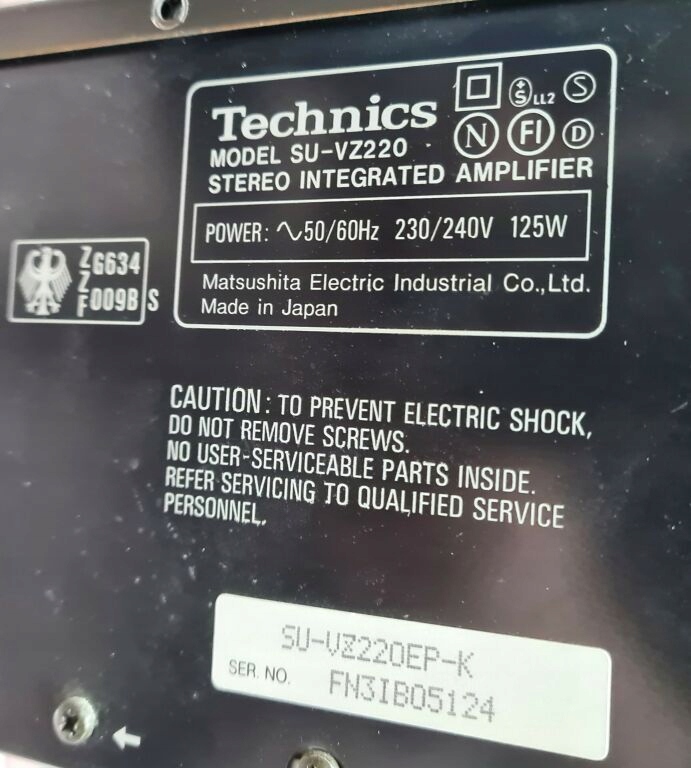 Technics
MODEL SU-VZ220
STEREO INTEGRATED AMPLIFIER
S LL2 S
N FI D
POWER: ∿50/60Hz 230/240V 125W
Matsushita Electric Industrial Co.,Ltd.
Made in Japan
Z G634
Z
F 009B S
CAUTION: TO PREVENT ELECTRIC SHOCK,
DO NOT REMOVE SCREWS.
NO USER-SERVICEABLE PARTS INSIDE.
REFER SERVICING TO QUALIFIED SERVICE
PERSONNEL.
SU-VZ220EP-K
SER. NO. FN3IB05124